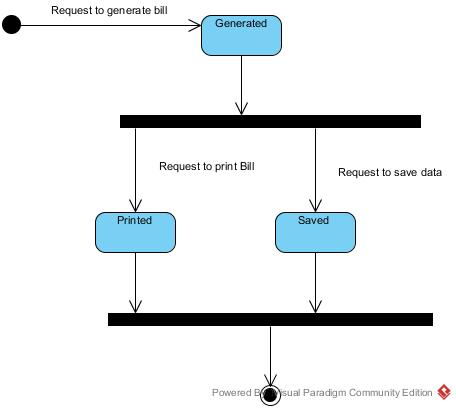 Request to generate bill
Generated
Request to print Bill
Request to save data
Printed
Saved
Powered By Visual Paradigm Community Edition